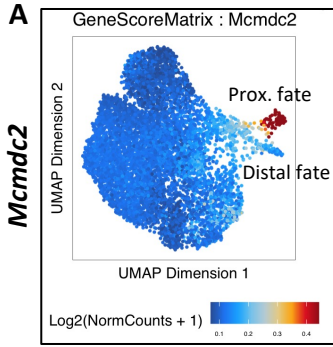 A
GeneScoreMatrix : Mcmdc2
Mcmdc2
UMAP Dimension 2
Prox. fate
Distal fate
UMAP Dimension 1
Log2(NormCounts + 1)
0.1 0.2 0.3 0.4